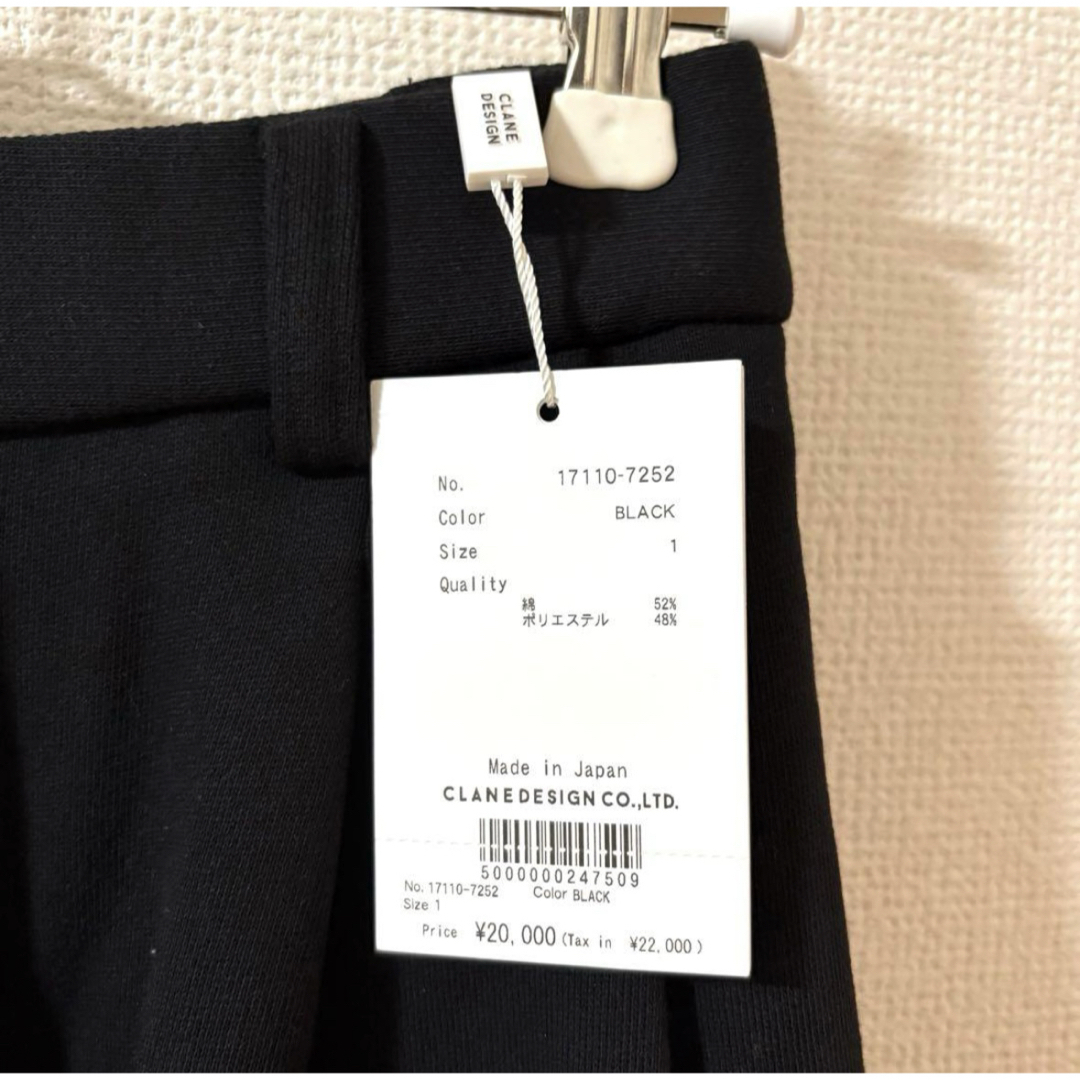 CLANE
DESIGN
No. 17110-7252
Color BLACK
Size 1
Quality
綿 52%
ポリエステル 48%
Made in Japan
CLANEDESIGN CO.,LTD.
5000000247509
No. 17110-7252 Color BLACK
Size 1
Price ¥20,000 (Tax in ¥22,000)